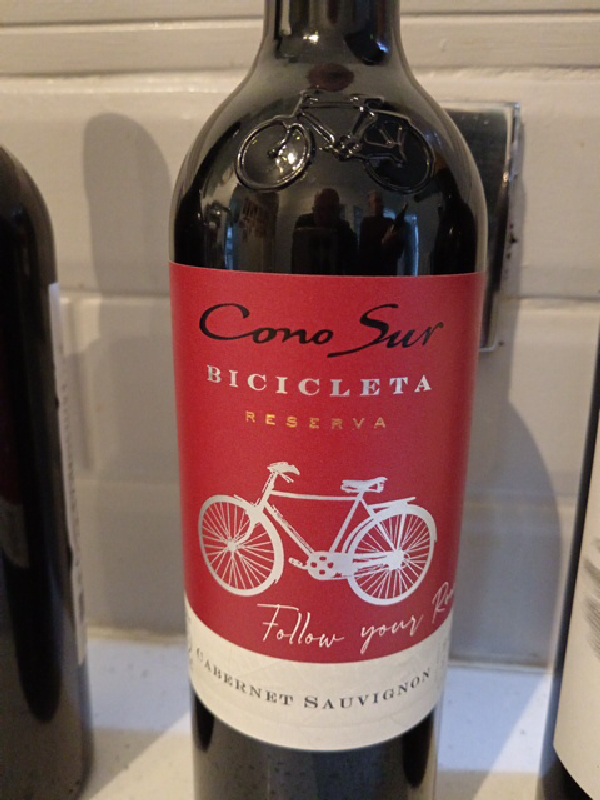 Cono Sur
BICICLETA
RESERVA
Follow your
CABERNET SAUVIGNON